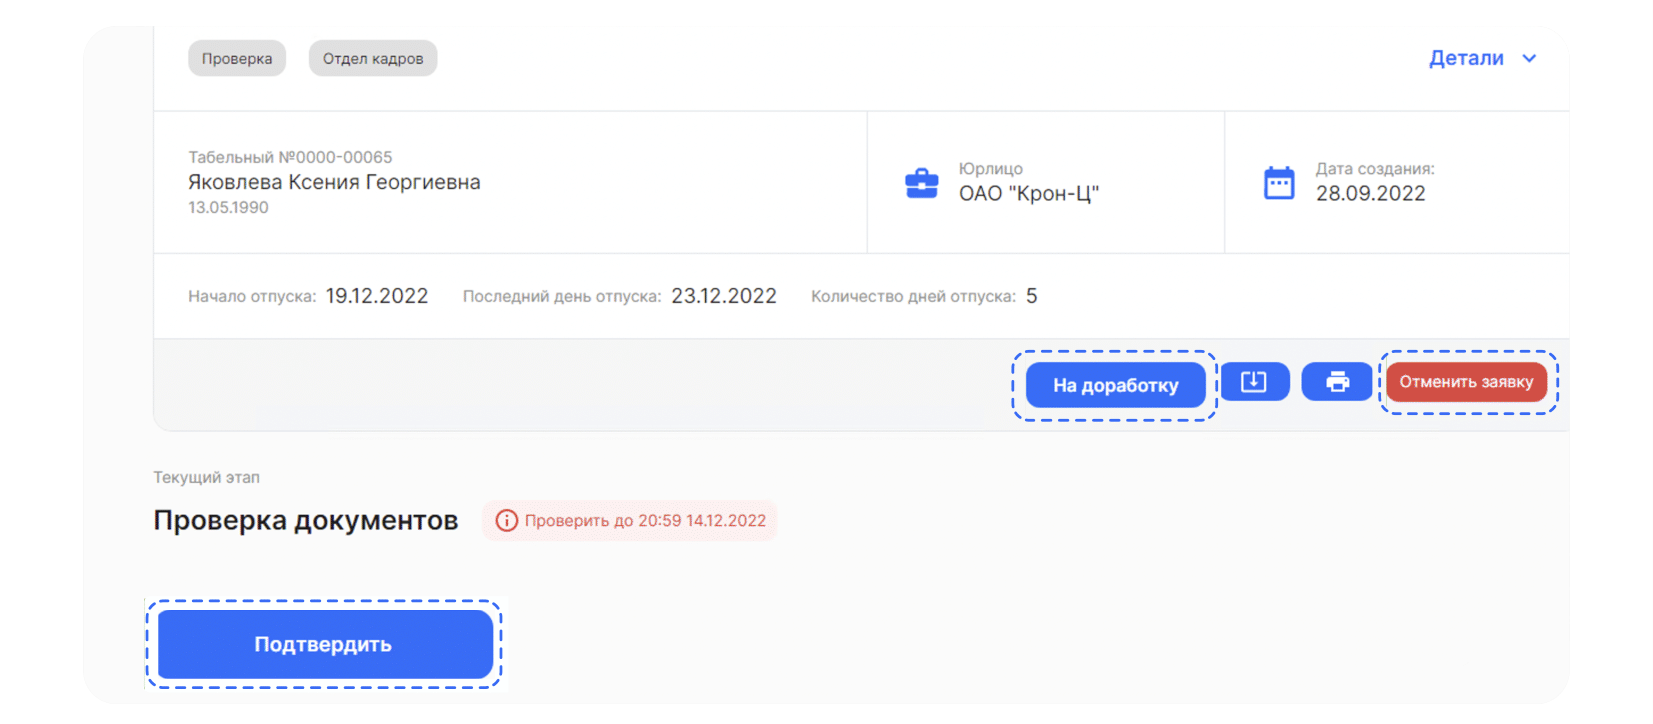 Проверка
Отдел кадров
Детали
Табельный №0000-00065
Яковлева Ксения Георгиевна
13.05.1990
Юрлицо
ОАО "Крон-Ц"
Дата создания:
28.09.2022
Начало отпуска: 19.12.2022 Последний день отпуска: 23.12.2022 Количество дней отпуска: 5
На доработку
Отменить заявку
Текущий этап
Проверка документов
Проверить до 20:59 14.12.2022
Подтвердить